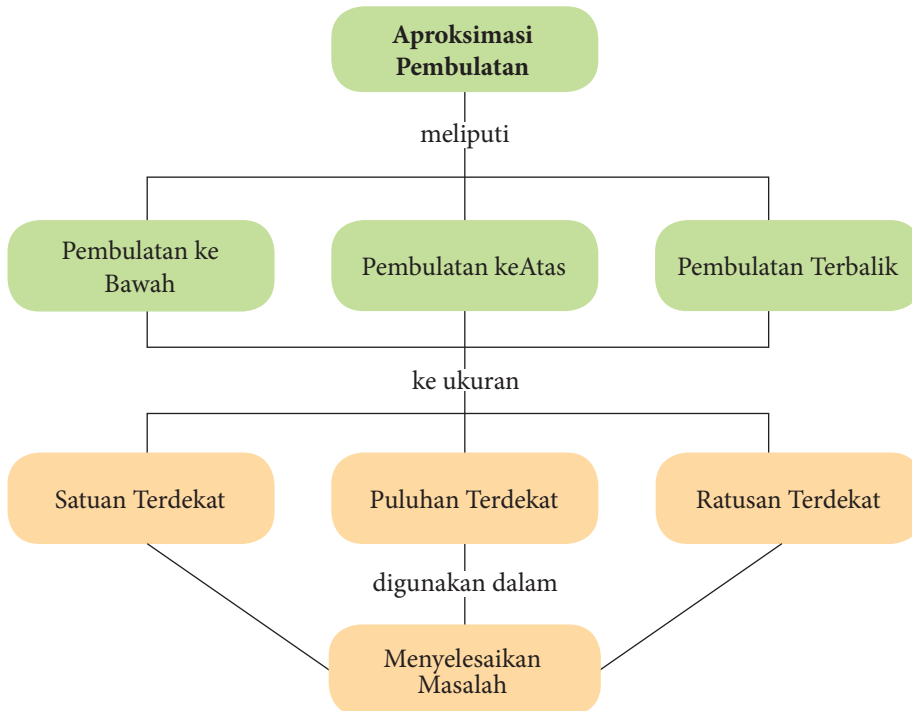 Aproksimasi
Pembulatan
meliputi
Pembulatan ke
Bawah
Pembulatan keAtas
Pembulatan Terbalik
ke ukuran
Satuan Terdekat
Puluhan Terdekat
Ratusan Terdekat
digunakan dalam
Menyelesaikan
Masalah